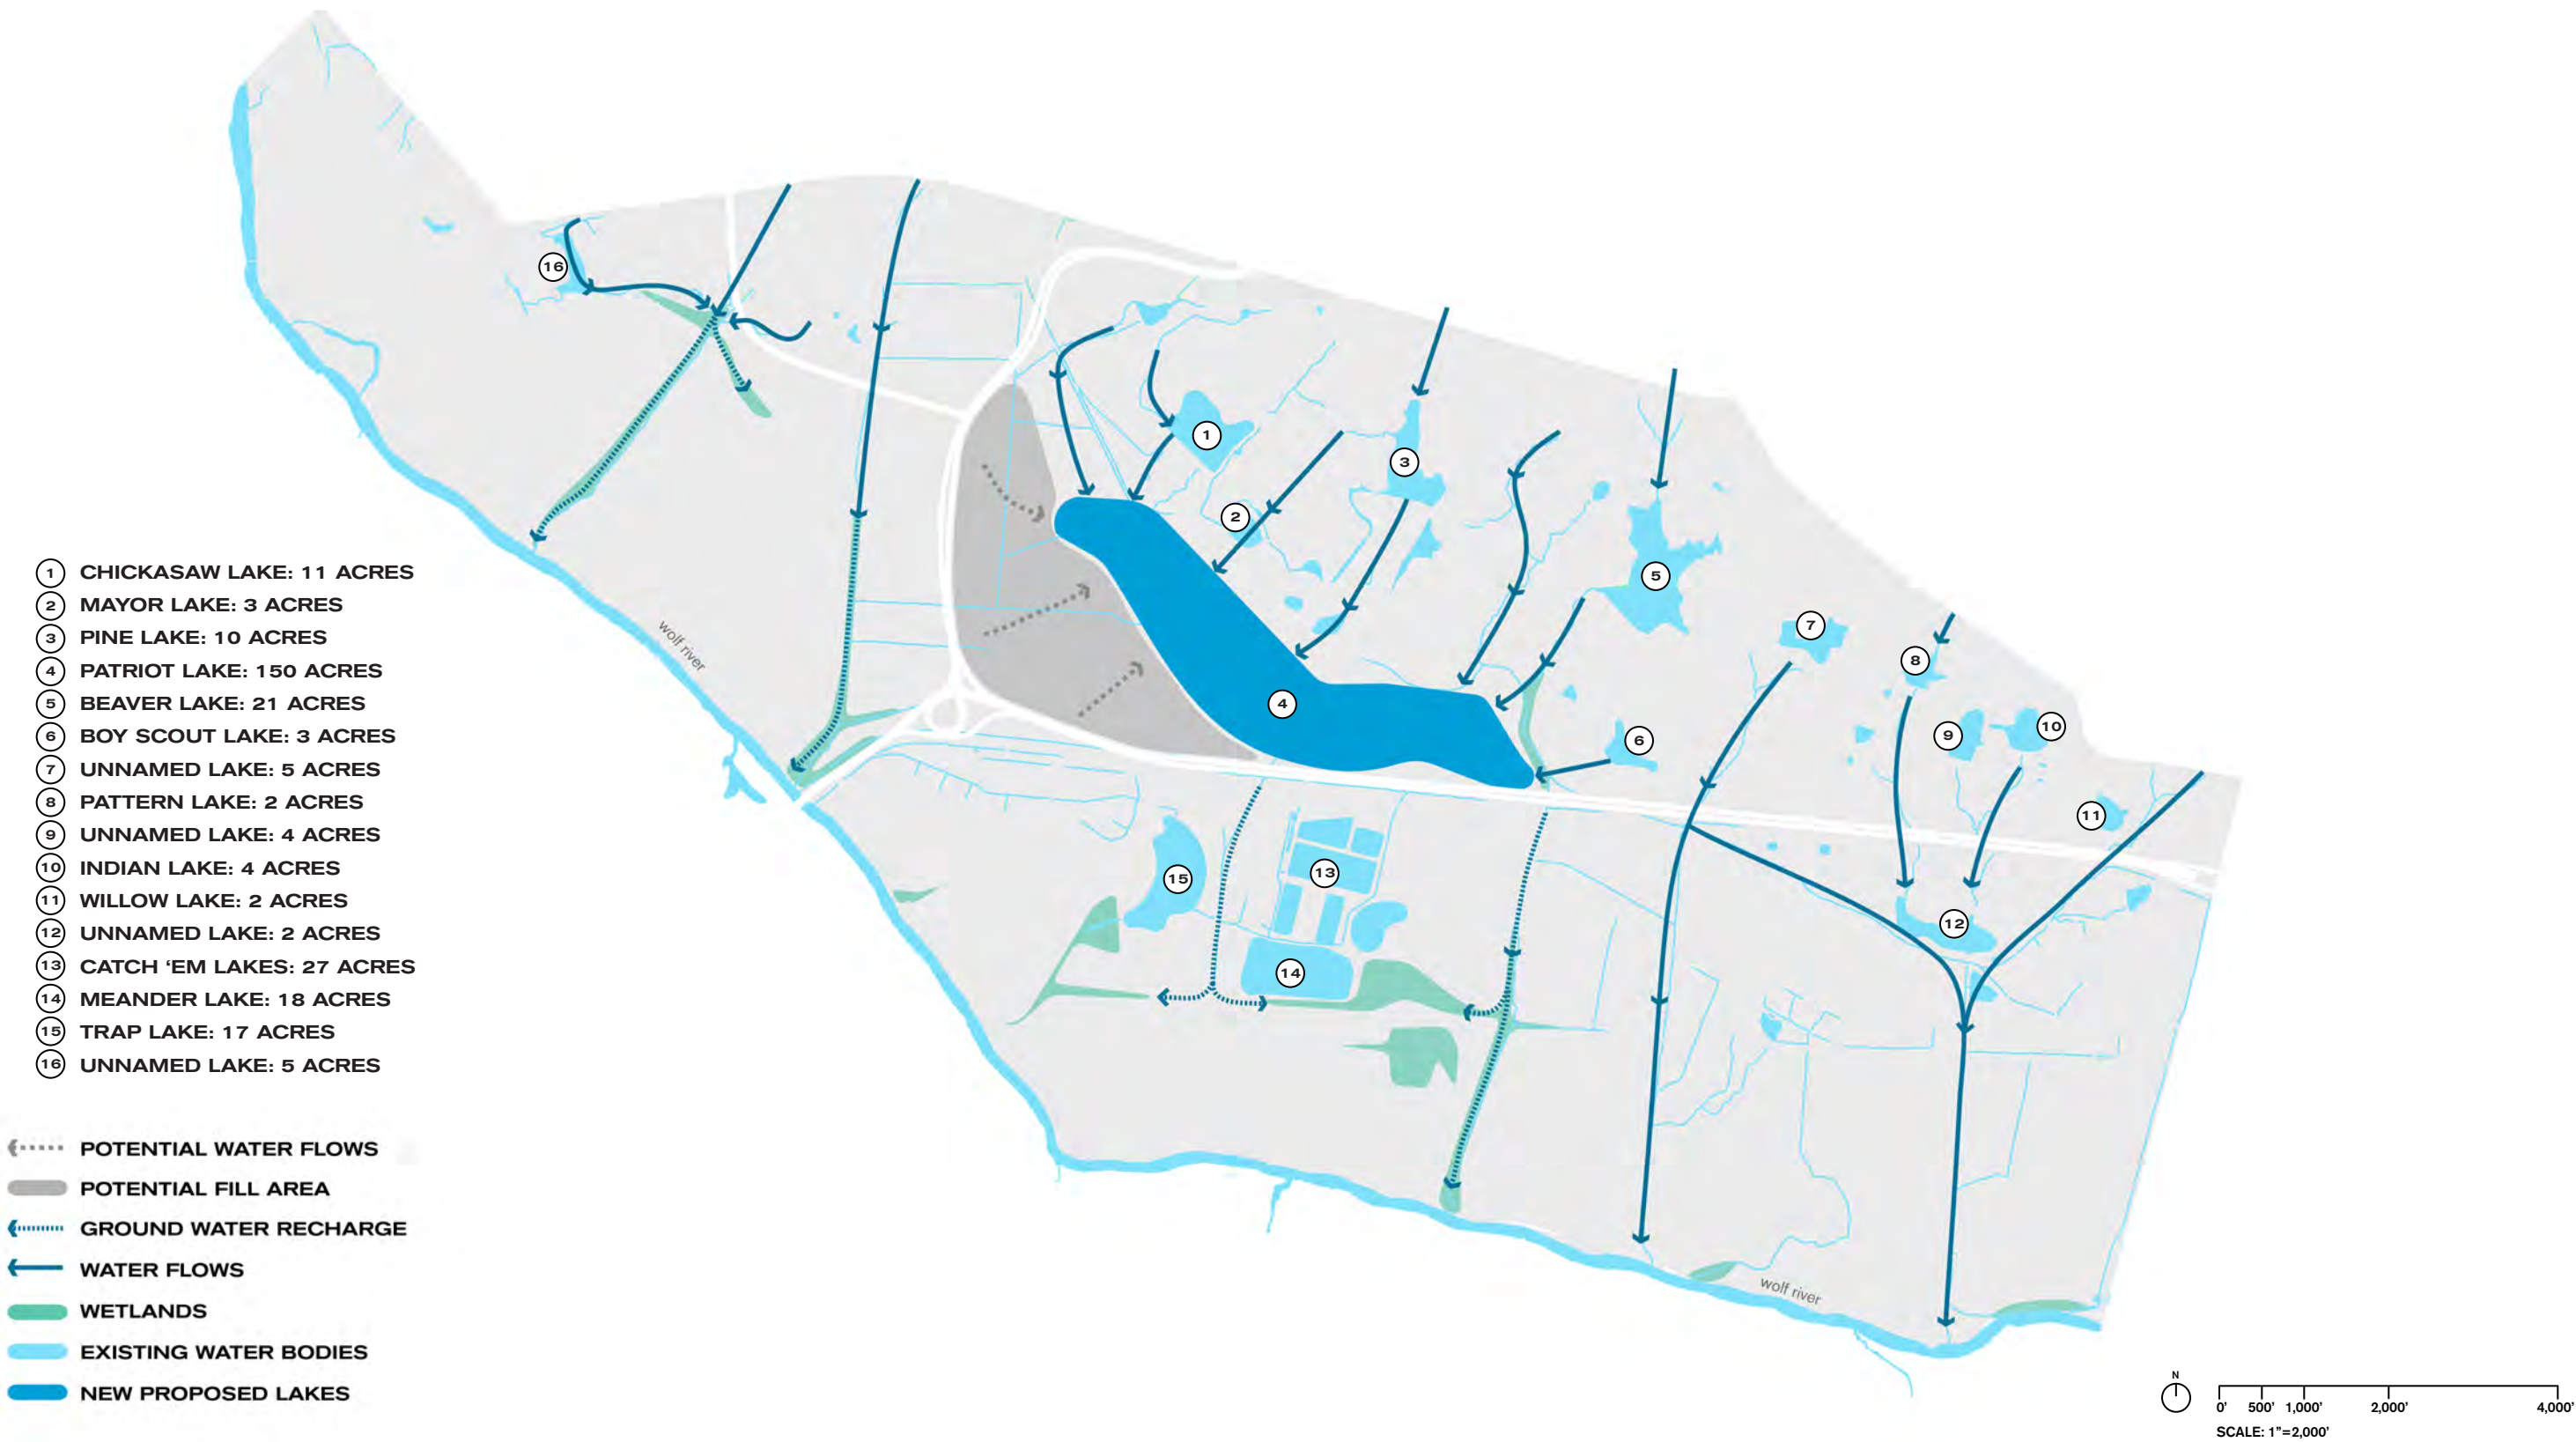 1 CHICKASAW LAKE: 11 ACRES
2 MAYOR LAKE: 3 ACRES
3 PINE LAKE: 10 ACRES
4 PATRIOT LAKE: 150 ACRES
5 BEAVER LAKE: 21 ACRES
6 BOY SCOUT LAKE: 3 ACRES
7 UNNAMED LAKE: 5 ACRES
8 PATTERN LAKE: 2 ACRES
9 UNNAMED LAKE: 4 ACRES
10 INDIAN LAKE: 4 ACRES
11 WILLOW LAKE: 2 ACRES
12 UNNAMED LAKE: 2 ACRES
13 CATCH ‘EM LAKES: 27 ACRES
14 MEANDER LAKE: 18 ACRES
15 TRAP LAKE: 17 ACRES
16 UNNAMED LAKE: 5 ACRES
POTENTIAL WATER FLOWS
POTENTIAL FILL AREA
GROUND WATER RECHARGE
WATER FLOWS
WETLANDS
EXISTING WATER BODIES
NEW PROPOSED LAKES
16
1
3
2
5
7
8
4
6
9
10
11
15
13
12
14
wolf river
wolf river
N
0' 500' 1,000' 2,000' 4,000'
SCALE: 1"=2,000'